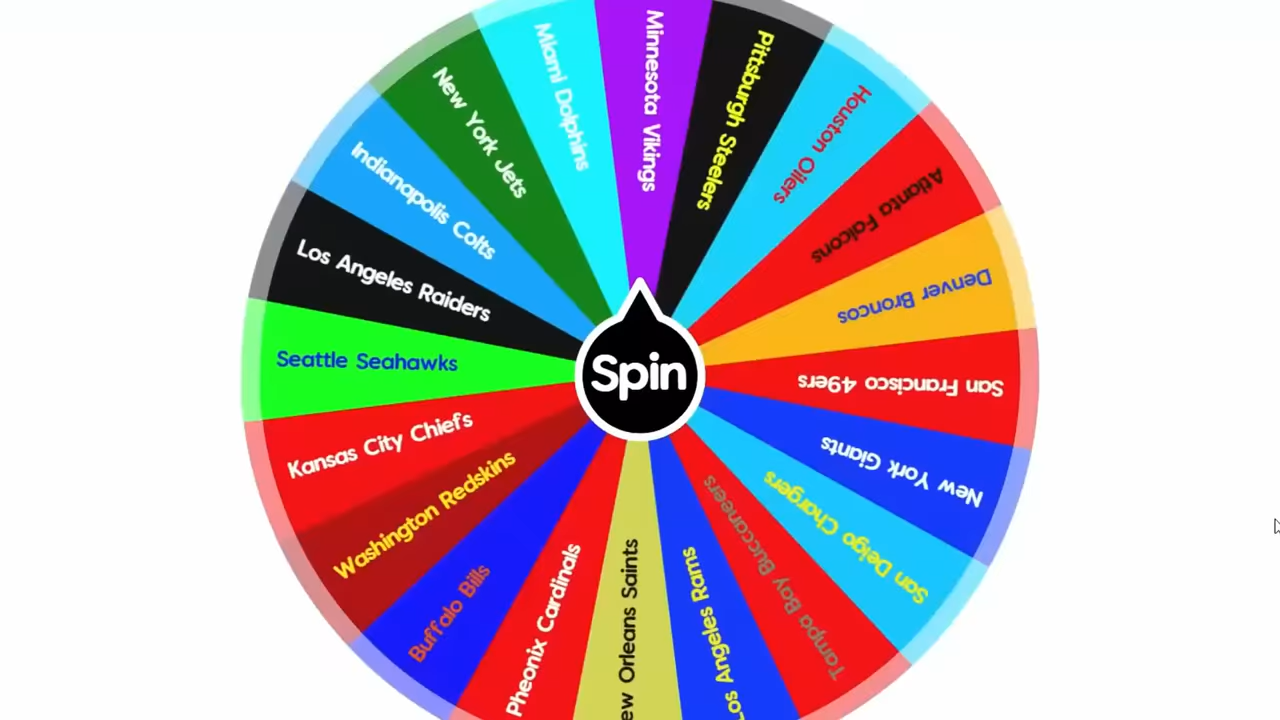 Minnesota Vikings
Pittsburgh Steelers
Houston Oilers
Atlanta Falcons
Denver Broncos
San Francisco 49ers
New York Giants
San Deigo Chargers
Tampa Bay Buccaneers
Los Angeles Rams
ew Orleans Saints
Pheonix Cardinals
Buffalo Bills
Washington Redskins
Kansas City Chiefs
Seattle Seahawks
Los Angeles Raiders
Indianapolis Colts
New York Jets
Miami Dolphins
Spin